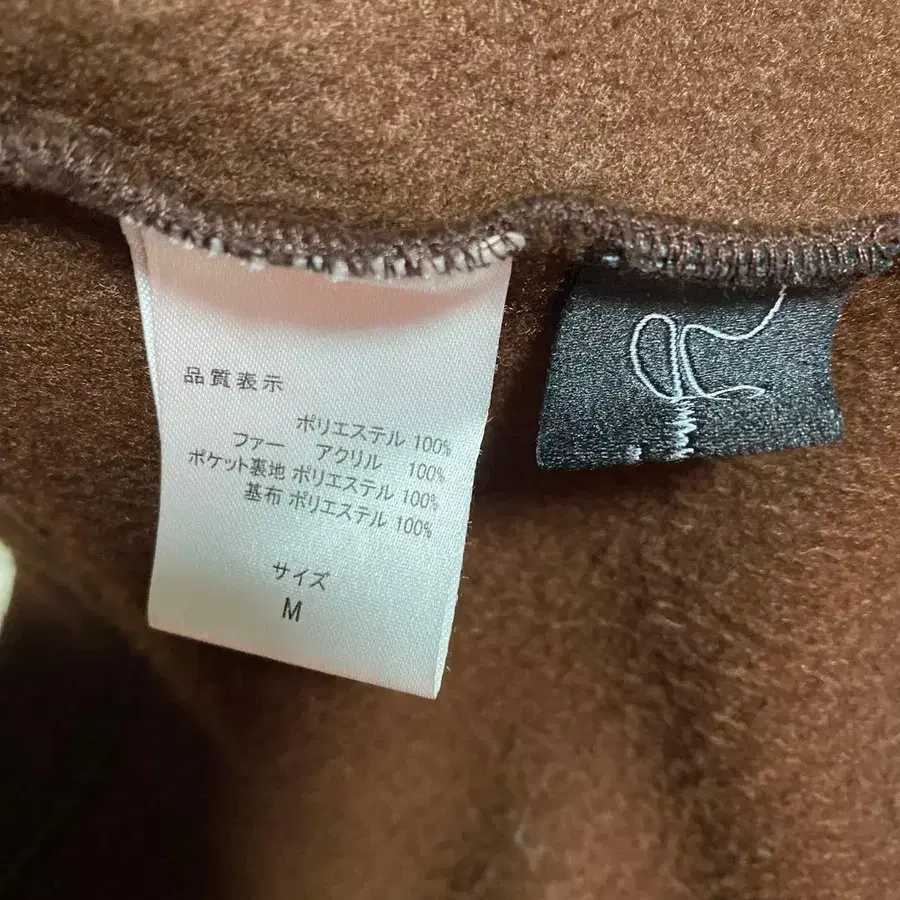 品質表示
ポリエステル 100%
ファー アクリル 100%
ポケット裏地 ポリエステル 100%
基布 ポリエステル 100%
サイズ
M